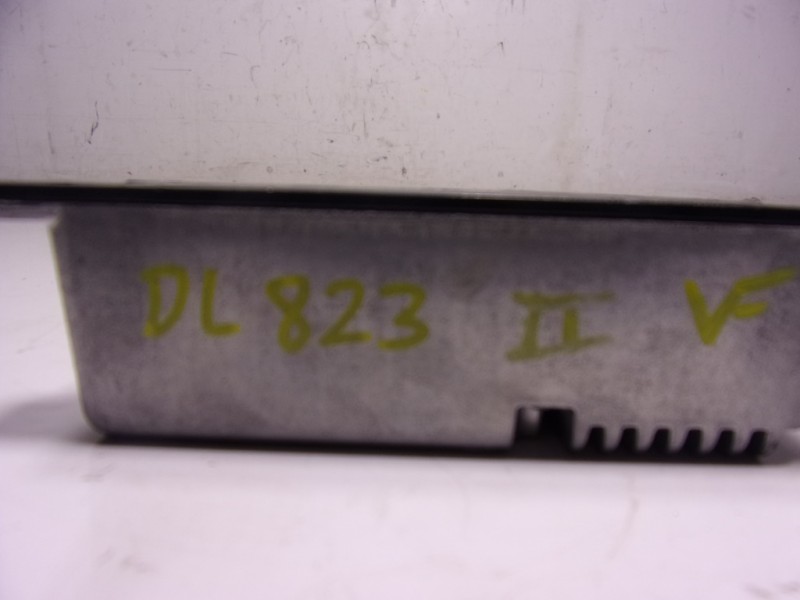 DL 823 II VF